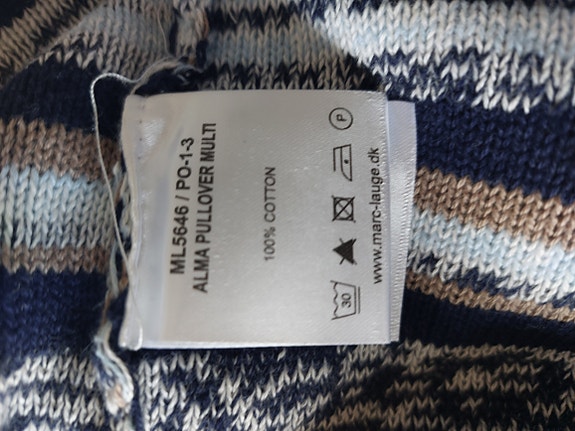 ML5646 / PO-1-3
ALMA PULLOVER MULTI
100% COTTON
30 P
www.marc-lauge.dk